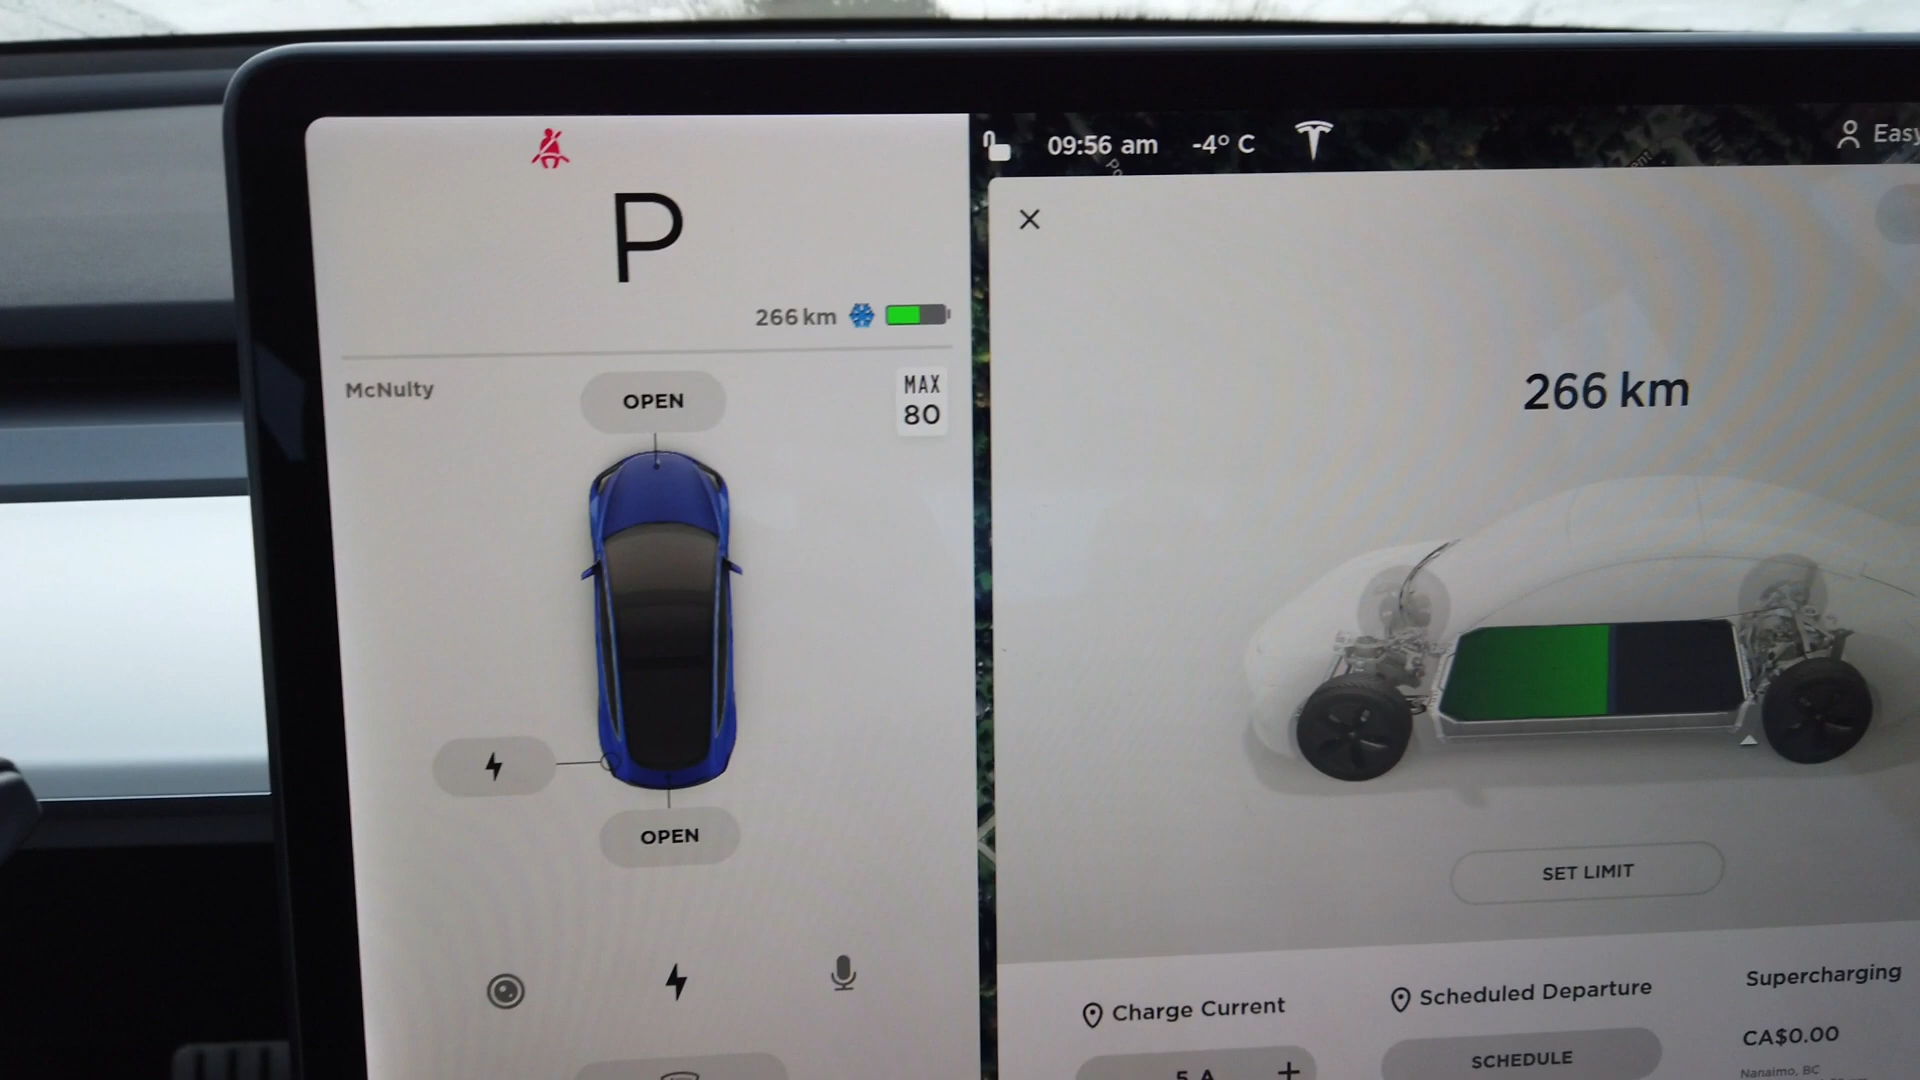 P
266 km
McNulty
OPEN
MAX
80
OPEN
09:56 am -4° C
Easy
266 km
SET LIMIT
Charge Current
5 A +
Scheduled Departure
SCHEDULE
Supercharging
CA$0.00
Nanaimo, BC